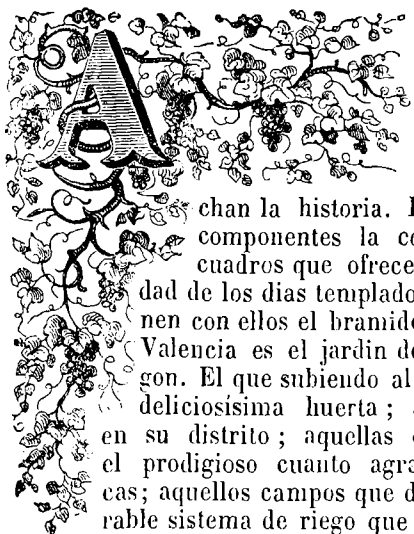 A
chan la historia.
componentes la
cuadros que ofrece
dad de los dias templado
nen con ellos el bramid
Valencia es el jardin d
gon. El que subiendo al
deliciosísima huerta ;
en su distrito ; aquellas
el prodigioso cuanto agra
cas; aquellos campos que d
rable sistema de riego que